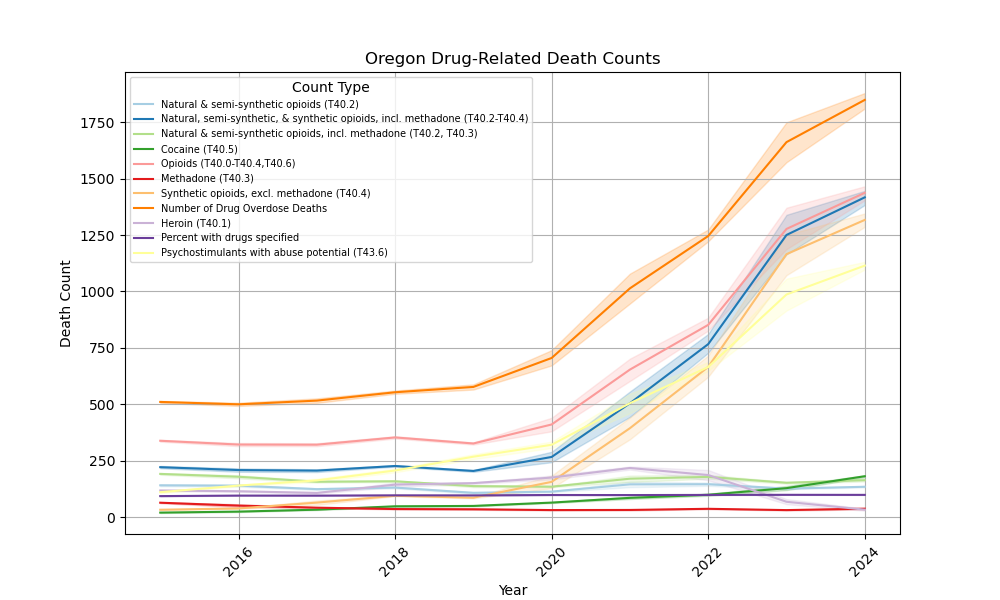 Oregon Drug-Related Death Counts
Count Type
Natural & semi-synthetic opioids (T40.2)
Natural, semi-synthetic, & synthetic opioids, incl. methadone (T40.2-T40.4)
Natural & semi-synthetic opioids, incl. methadone (T40.2, T40.3)
Cocaine (T40.5)
Opioids (T40.0-T40.4,T40.6)
Methadone (T40.3)
Synthetic opioids, excl. methadone (T40.4)
Number of Drug Overdose Deaths
Heroin (T40.1)
Percent with drugs specified
Psychostimulants with abuse potential (T43.6)
Death Count
1750
1500
1250
1000
750
500
250
0
2016
2018
2020
2022
2024
Year